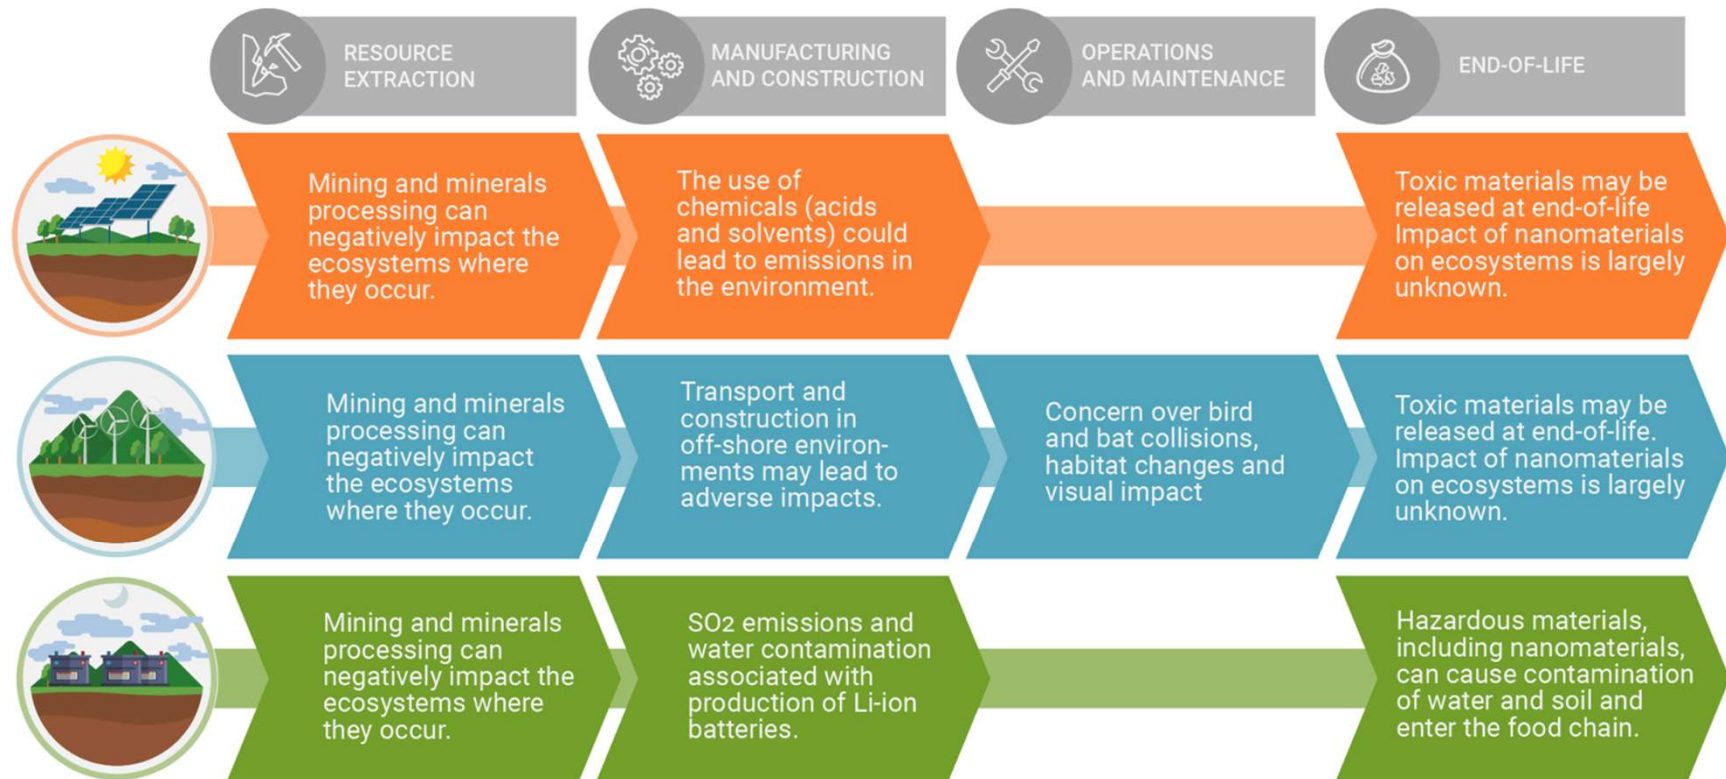 RESOURCE
EXTRACTION
MANUFACTURING
AND CONSTRUCTION
OPERATIONS
AND MAINTENANCE
END-OF-LIFE
Mining and minerals
processing can
negatively impact the
ecosystems where
they occur.
The use of
chemicals (acids
and solvents) could
lead to emissions in
the environment.
Toxic materials may be
released at end-of-life
Impact of nanomaterials
on ecosystems is largely
unknown.
Mining and minerals
processing can
negatively impact
the ecosystems
where they occur.
Transport and
construction in
off-shore environ-
ments may lead to
adverse impacts.
Concern over bird
and bat collisions,
habitat changes and
visual impact
Toxic materials may be
released at end-of-life.
Impact of nanomaterials
on ecosystems is largely
unknown.
Mining and minerals
processing can
negatively impact the
ecosystems where
they occur.
SO2 emissions and
water contamination
associated with
production of Li-ion
batteries.
Hazardous materials,
including nanomaterials,
can cause contamination
of water and soil and
enter the food chain.